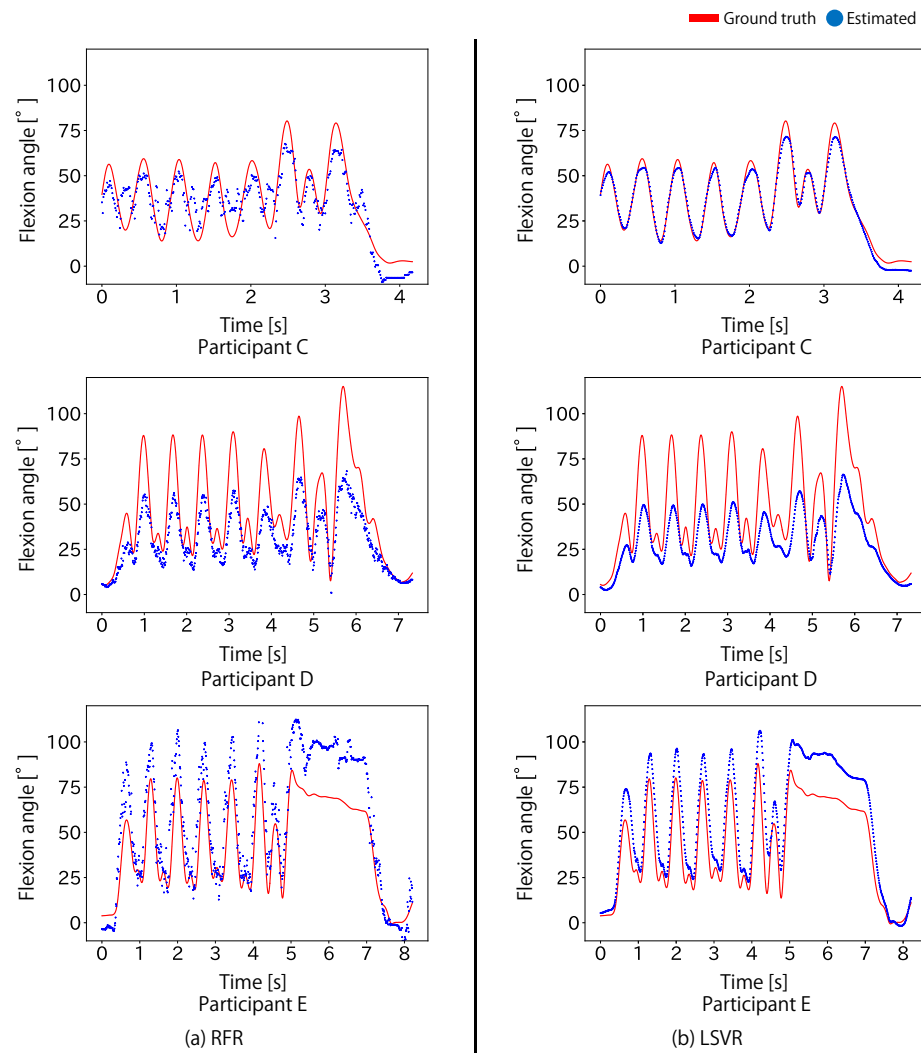 Ground truth Estimated
100
75
50
25
0
Flexion angle [°]
0 1 2 3 4
Time [s]
Participant C
100
75
50
25
0
Flexion angle [°]
0 1 2 3 4
Time [s]
Participant C
100
75
50
25
0
Flexion angle [°]
0 1 2 3 4 5 6 7
Time [s]
Participant D
100
75
50
25
0
Flexion angle [°]
0 1 2 3 4 5 6 7
Time [s]
Participant D
100
75
50
25
0
Flexion angle [°]
0 1 2 3 4 5 6 7 8
Time [s]
Participant E
(a) RFR
100
75
50
25
0
Flexion angle [°]
0 1 2 3 4 5 6 7 8
Time [s]
Participant E
(b) LSVR